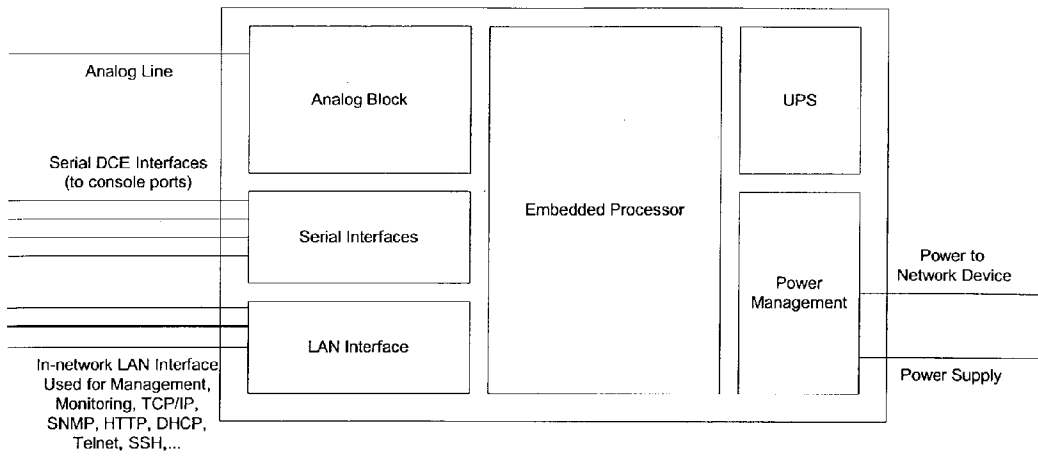 Analog Line
Analog Block
UPS
Serial DCE Interfaces
(to console ports)
Serial Interfaces
Embedded Processor
Power
Management
Power to
Network Device
LAN Interface
In-network LAN Interface
Used for Management,
Monitoring, TCP/IP,
SNMP, HTTP, DHCP,
Telnet, SSH,...
Power Supply